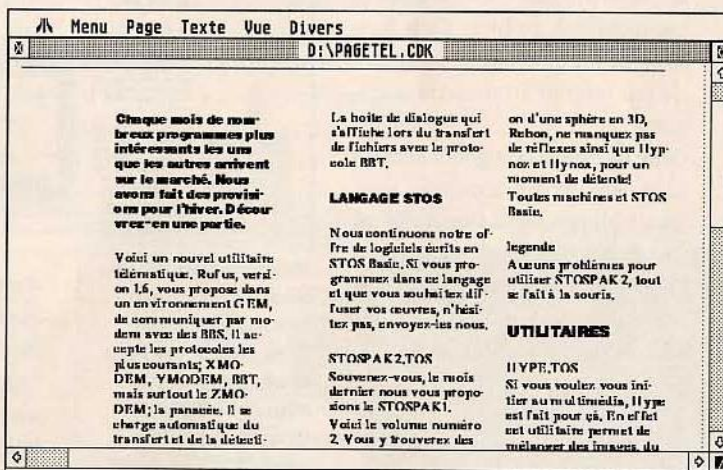 Menu Page Texte Vue Divers
D:\PAGETEL.CDK
Chaque mois de nom-
breux programmes plus
intéressants les uns
que les autres arrivent
sur le marché. Nous
avons fait des provisi-
ons pour l'hiver. Décou
vrez-en une partie.
Voici un nouvel utilitaire
télématique. Rufus, versi-
on 1,6, vous propose dans
un environnement GEM,
de communiquer par mo-
dem avec des BBS. Il ac-
cepte les protocoles les
plus courants; XMO-
DEM, YMODEM, BBT,
mais surtout le ZMO-
DEM; la panacée. Il se
charge automatique du
transfert et de la détecti-
La boite de dialogue qui
s'affiche lors du transfert
de fichiers avec le proto-
cole BBT.
LANGAGE STOS
Nous continuons notre of-
fre de logiciels écrits en
STOS Basic. Si vous pro-
grammez dans ce langage
et que vous souhaitez dif-
fuser vos œuvres, n'hési-
tez pas, envoyez-les nous.
STOSPAK2.TOS
Souvenez-vous, le mois
dernier nous vous propo-
sions le STOSPAK1.
Voici le volume numéro
2. Vous y trouverez des
on d'une sphère en 3D,
Rebon, ne manquez pas
de réflexes ainsi que Hyp-
noz et Hynox, pour un
moment de détente!
Toutes machines et STOS
Basic.
legende
Aucuns problèmes pour
utiliser STOSPAK2, tout
se fait à la souris.
UTILITAIRES
HYPE.TOS
Si vous voulez vous ini-
tier au multimédia, Hype
est fait pour çà. En effet
cet utilitaire permet de
mélanger des images, du